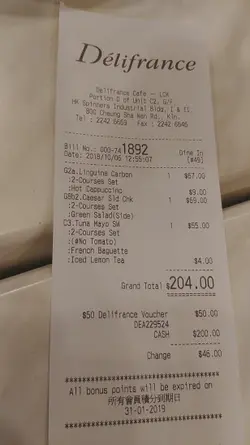 Délifrance
Delifrance Cafe - LCK
Portion D of Unit C2, G/F
HK Spinners Industrial Bldg, I & II
800 Cheung Sha Wan Rd., Kln.
Tel : 2242 6663 Fax : 2242 6646
Bill No.: 000-741892 Dine In
Date: 2018/10/06 12:55:07 (#49)
G2a.Linguine Carbon 1 $67.00
:2-Courses Set
:Hot Cappuccino $9.00
G5b2.Caesar Sld Chk 1 $69.00
:2-Courses Set
:Green Salad(Side)
C3.Tuna Mayo SW 1 $55.00
:2-Courses Set
:(#No Tomato)
:French Baguette
:Iced Lemon Tea $4.00
Grand Total $204.00
$50 Delifrance Voucher $50.00
DEA229524
CASH $200.00
Change $46.00
All bonus points will be expired on
所有會員積分到期日
31-01-2019